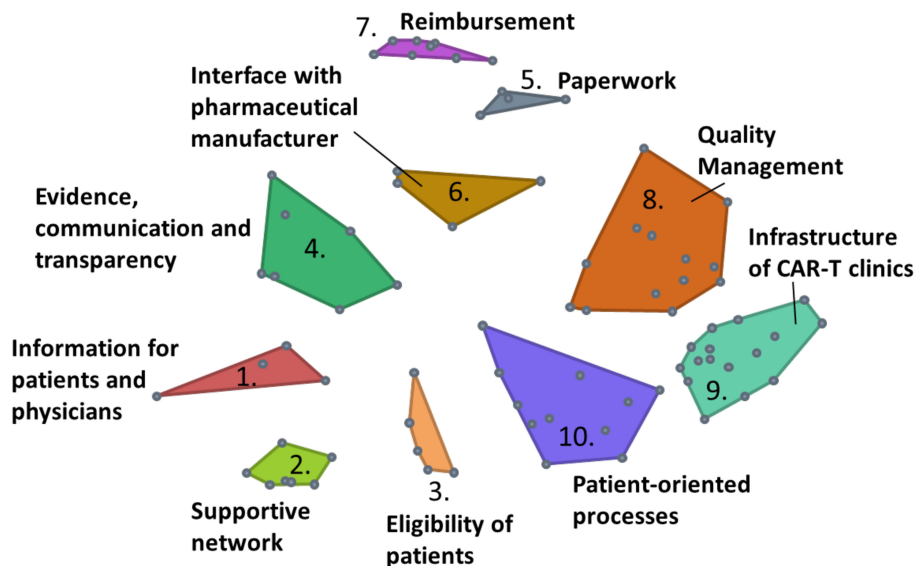 7.
Reimbursement
5. Paperwork
Interface with
pharmaceutical
manufacturer
6.
Quality
Management
8.
Evidence,
communication and
transparency
4.
Infrastructure
of CAR-T clinics
9.
Information for
patients and
physicians
1.
2.
Supportive
network
3.
Eligibility of
patients
10.
Patient-oriented
processes